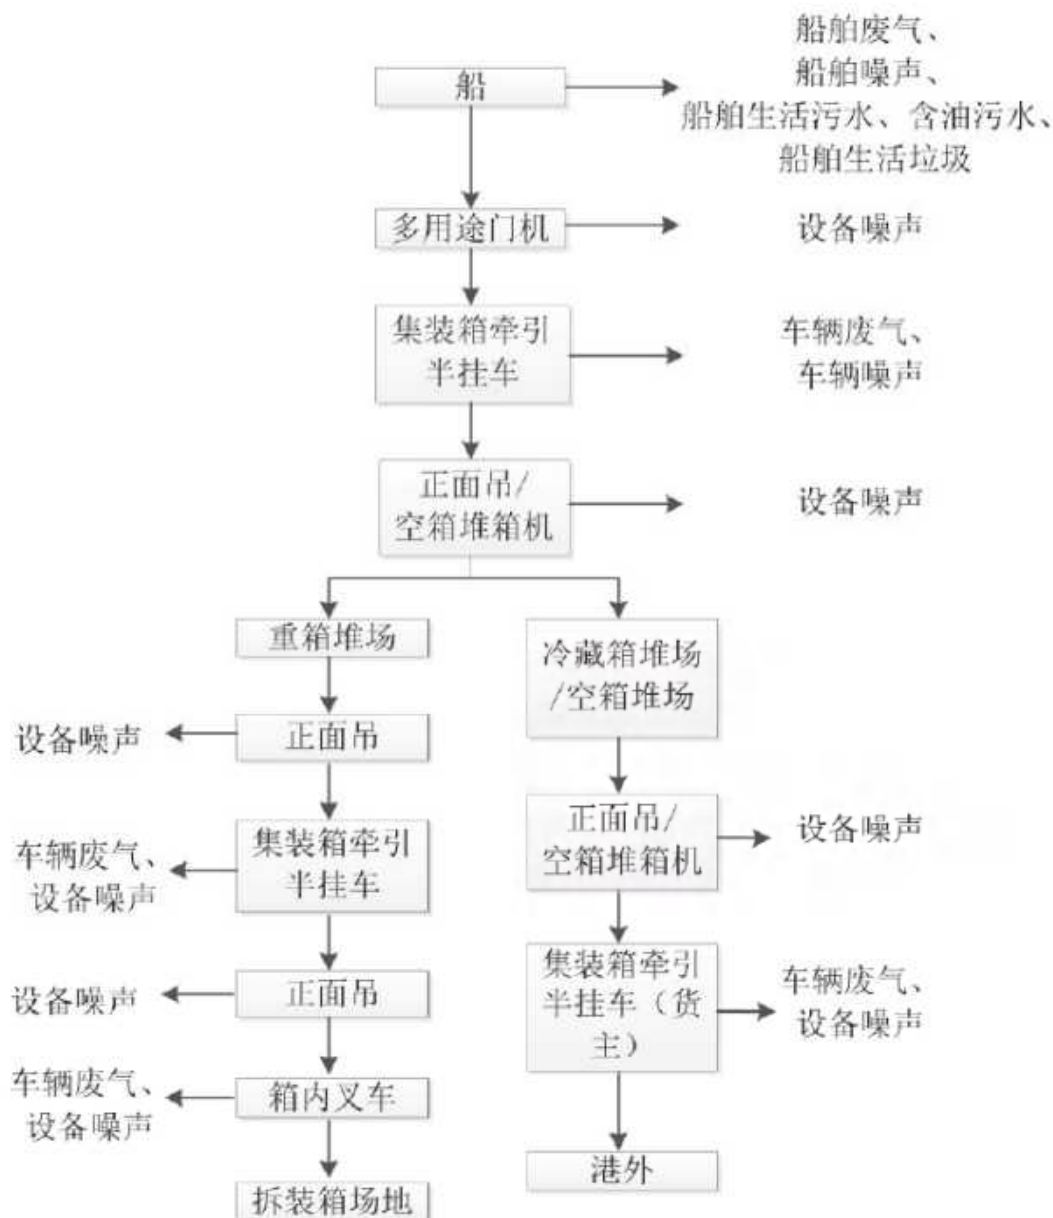 船舶废气、
船
船舶噪声、
船舶生活污水、含油污水、
船舶生活垃圾
多用途门机
设备噪声
集装箱牵引
半挂车
车辆废气、
车辆噪声
正面吊/
空箱堆箱机
设备噪声
重箱堆场
冷藏箱堆场
/空箱堆场
设备噪声
正面吊
正面吊/
空箱堆箱机
设备噪声
车辆废气、
设备噪声
集装箱牵引
半挂车
集装箱牵引
半挂车（货
主）
车辆废气、
设备噪声
设备噪声
正面吊
车辆废气、
设备噪声
箱内叉车
港外
拆装箱场地